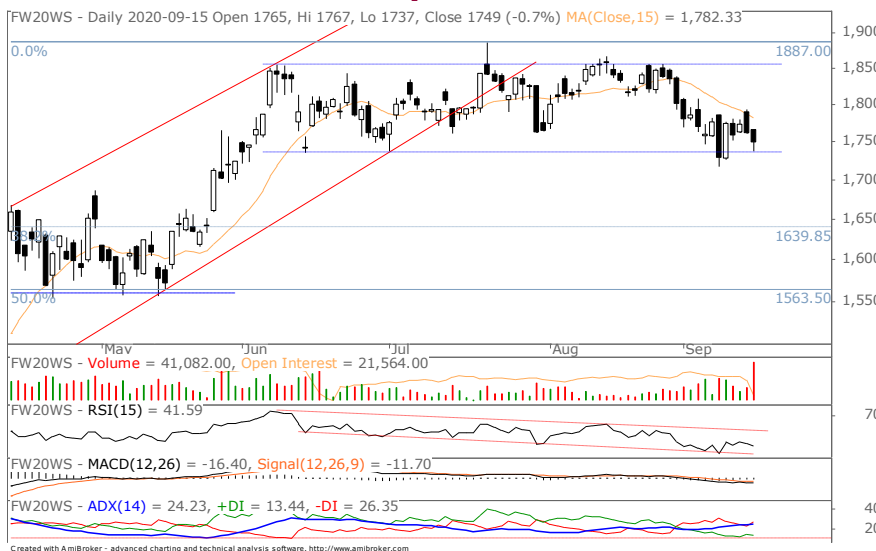 FW20WS - Daily 2020-09-15 Open 1765, Hi 1767, Lo 1737, Close 1749 (-0.7%) MA(Close,15) = 1,782.33
1,900
0.0%
1887.00
1,850
1,800
1,750
1,700
1,650
38.2%
1639.85
1,600
50.0%
1563.50
1,550
May
Jun
Jul
Aug
Sep
FW20WS - Volume = 41,082.00, Open Interest = 21,564.00
FW20WS - RSI(15) = 41.59
70
FW20WS - MACD(12,26) = -16.40, Signal(12,26,9) = -11.70
FW20WS - ADX(14) = 24.23, +DI = 13.44, -DI = 26.35
40
20
Created with AmiBroker - advanced charting and technical analysis software. http://www.amibroker.com